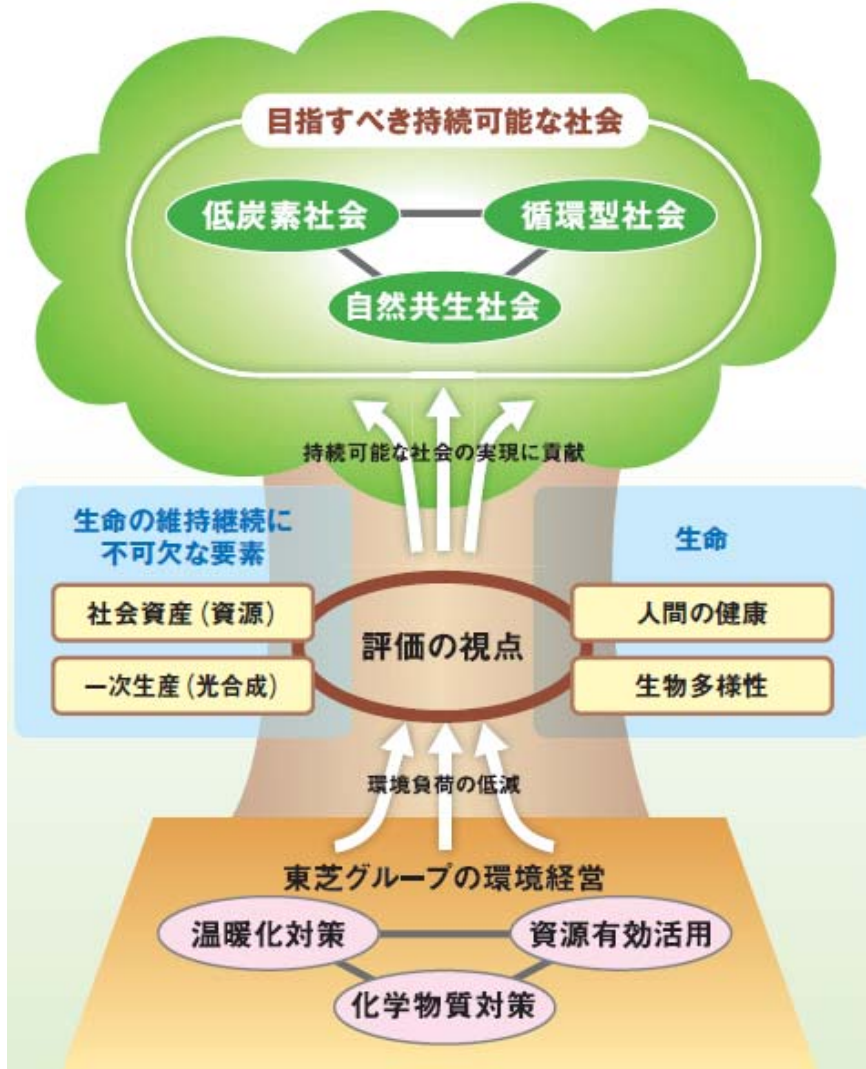 目指すべき持続可能な社会
低炭素社会
循環型社会
自然共生社会
持続可能な社会の実現に貢献
生命の維持継続に
不可欠な要素
社会資産(資源)
一次生産(光合成)
評価の視点
生命
人間の健康
生物多様性
環境負荷の低減
東芝グループの環境経営
温暖化対策
資源有効活用
化学物質対策